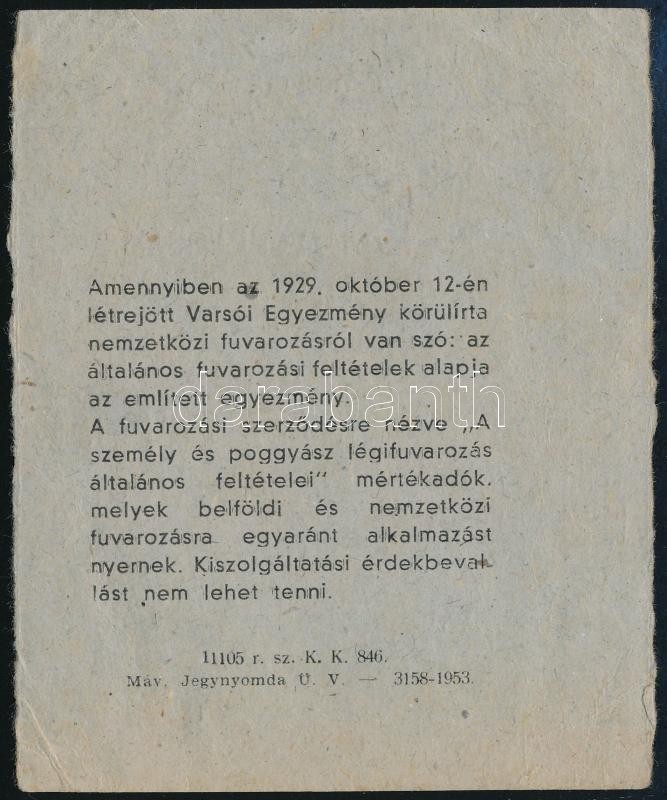 Amennyiben az 1929. október 12-én
létrejött Varsói Egyezmény körülírta
nemzetközi fuvarozásról van szó: az
általános fuvarozási feltételek alapja
az említett egyezmény.
darabanth
A fuvarozási szerződésre nézve „A
személy és poggyász légifuvarozás
általános feltételei" mértékadók.
melyek belföldi és nemzetközi
fuvarozásra egyaránt alkalmazást
nyernek. Kiszolgáltatási érdekbeval-
lást nem lehet tenni.
11105 r. sz. K. K. 846.
Máv. Jegynyomda Ü. V. — 3158-1953.